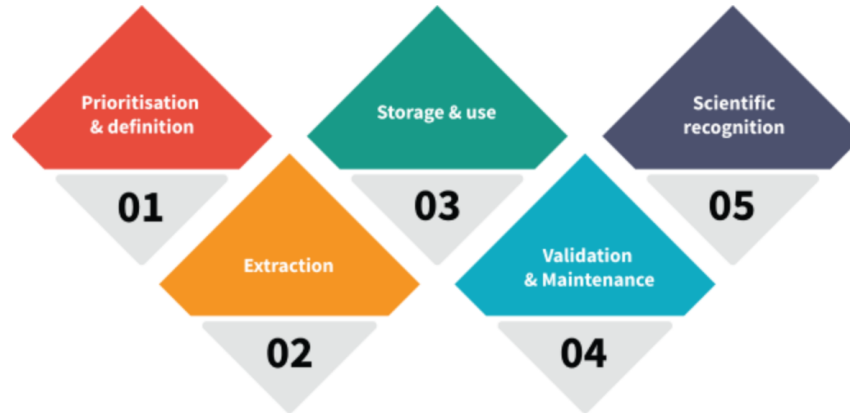 Prioritisation
& definition
01
Extraction
02
Storage & use
03
Validation
& Maintenance
04
Scientific
recognition
05